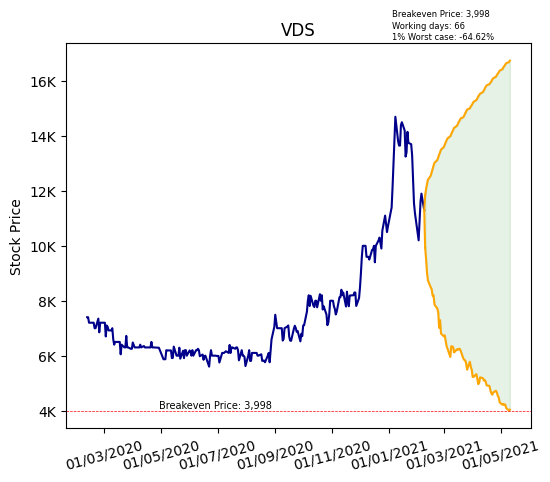 Breakeven Price: 3,998
Working days: 66
1% Worst case: -64.62%
VDS
Stock Price
16K
14K
12K
10K
8K
6K
4K
Breakeven Price: 3,998
01/03/2020
01/05/2020
01/07/2020
01/09/2020
01/11/2020
01/01/2021
01/03/2021
01/05/2021